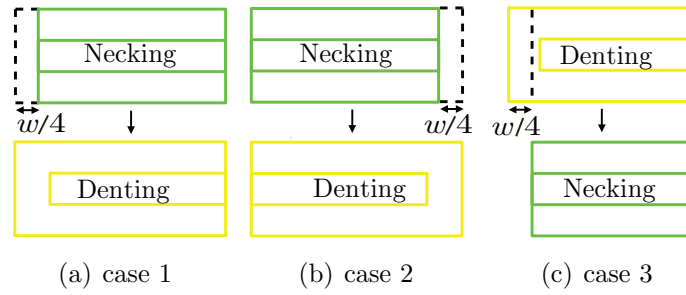 Necking
Necking
Denting
w/4
w/4
w/4
Denting
Denting
Necking
(a) case 1
(b) case 2
(c) case 3